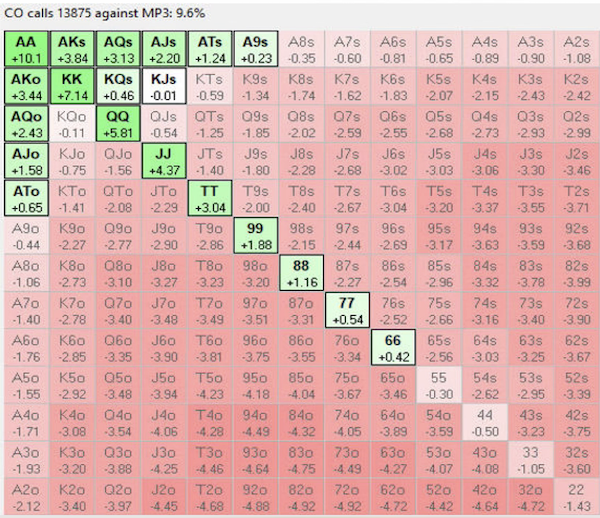 CO calls 13875 against MP3: 9.6%
AA AKs AQs AJs ATs A9s A8s A7s A6s A5s A4s A3s A2s
+10.1 +3.84 +3.13 +2.20 +1.24 +0.23 -0.35 -0.60 -0.81 -0.65 -0.89 -0.90 -1.08
AKo KK KQs KJs KTs K9s K8s K7s K6s K5s K4s K3s K2s
+3.44 +7.14 +0.46 -0.01 -0.59 -1.34 -1.74 -1.62 -1.83 -2.07 -2.15 -2.43 -2.42
AQo KQo QQ QJs QTs Q9s Q8s Q7s Q6s Q5s Q4s Q3s Q2s
+2.43 -0.11 +5.81 -0.54 -1.25 -1.85 -2.02 -2.59 -2.55 -2.68 -2.73 -2.93 -2.99
AJo KJo QJo JJ JTs J9s J8s J7s J6s J5s J4s J3s J2s
+1.58 -0.75 -1.56 +4.37 -1.40 -1.80 -2.28 -2.68 -3.02 -3.03 -3.06 -3.30 -3.46
ATo KTo QTo JTo TT T9s T8s T7s T6s T5s T4s T3s T2s
+0.65 -1.41 -2.08 -2.29 +3.04 -2.00 -2.40 -2.67 -3.04 -3.20 -3.37 -3.55 -3.71
A9o K9o Q9o J9o T9o 99 98s 97s 96s 95s 94s 93s 92s
-0.44 -2.27 -2.77 -2.90 -2.86 +1.88 -2.15 -2.44 -2.69 -3.17 -3.63 -3.59 -3.68
A8o K8o Q8o J8o T8o 98o 88 87s 86s 85s 84s 83s 82s
-1.06 -2.73 -3.10 -3.27 -3.23 -3.20 +1.16 -2.27 -2.54 -2.96 -3.32 -3.78 -3.99
A7o K7o Q7o J7o T7o 97o 87o 77 76s 75s 74s 73s 72s
-1.40 -2.78 -3.40 -3.48 -3.49 -3.51 -3.31 +0.54 -2.52 -2.66 -3.16 -3.40 -3.90
A6o K6o Q6o J6o T6o 96o 86o 76o 66 65s 64s 63s 62s
-1.76 -2.85 -3.35 -3.90 -3.81 -3.75 -3.55 -3.34 +0.42 -2.56 -3.03 -3.25 -3.67
A5o K5o Q5o J5o T5o 95o 85o 75o 65o 55 54s 53s 52s
-1.55 -2.92 -3.48 -3.94 -4.23 -4.18 -4.04 -3.67 -3.46 -0.30 -2.62 -2.95 -3.39
A4o K4o Q4o J4o T4o 94o 84o 74o 64o 54o 44 43s 42s
-1.71 -3.08 -3.54 -4.06 -4.28 -4.49 -4.32 -4.05 -3.89 -3.59 -0.50 -3.23 -3.75
A3o K3o Q3o J3o T3o 93o 83o 73o 63o 53o 43o 33 32s
-1.93 -3.20 -3.88 -4.25 -4.46 -4.64 -4.75 -4.49 -4.27 -4.07 -4.08 -1.05 -3.60
A2o K2o Q2o J2o T2o 92o 82o 72o 62o 52o 42o 32o 22
-2.12 -3.40 -3.97 -4.45 -4.68 -4.88 -4.92 -4.92 -4.72 -4.42 -4.64 -4.72 -1.43